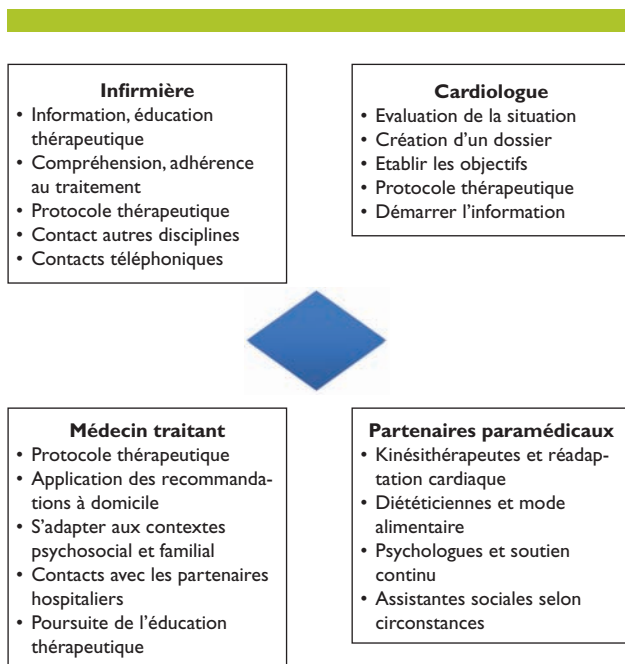 Infirmière
• Information, éducation
thérapeutique
• Compréhension, adhérence
au traitement
• Protocole thérapeutique
• Contact autres disciplines
• Contacts téléphoniques
Cardiologue
• Evaluation de la situation
• Création d’un dossier
• Etablir les objectifs
• Protocole thérapeutique
• Démarrer l’information
Médecin traitant
• Protocole thérapeutique
• Application des recommanda-
tions à domicile
• S’adapter aux contextes
psychosocial et familial
• Contacts avec les partenaires
hospitaliers
• Poursuite de l’éducation
thérapeutique
Partenaires paramédicaux
• Kinésithérapeutes et réadap-
tation cardiaque
• Diététiciennes et mode
alimentaire
• Psychologues et soutien
continu
• Assistantes sociales selon
circonstances